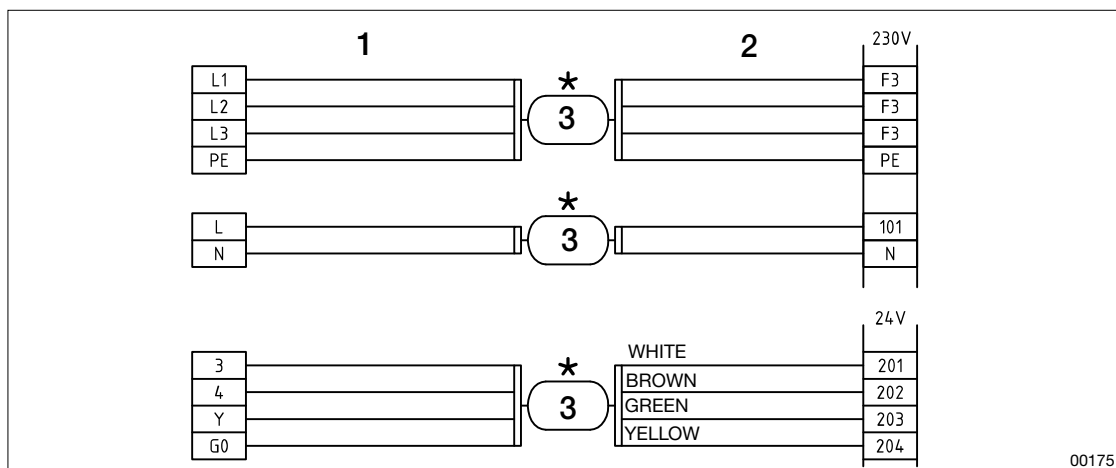 1 2 230V
L1 * F3
L2 3 F3
L3 F3
PE PE
*
L 3 101
N N
24V
3 * WHITE 201
4 3 BROWN 202
Y GREEN 203
G0 YELLOW 204
00175